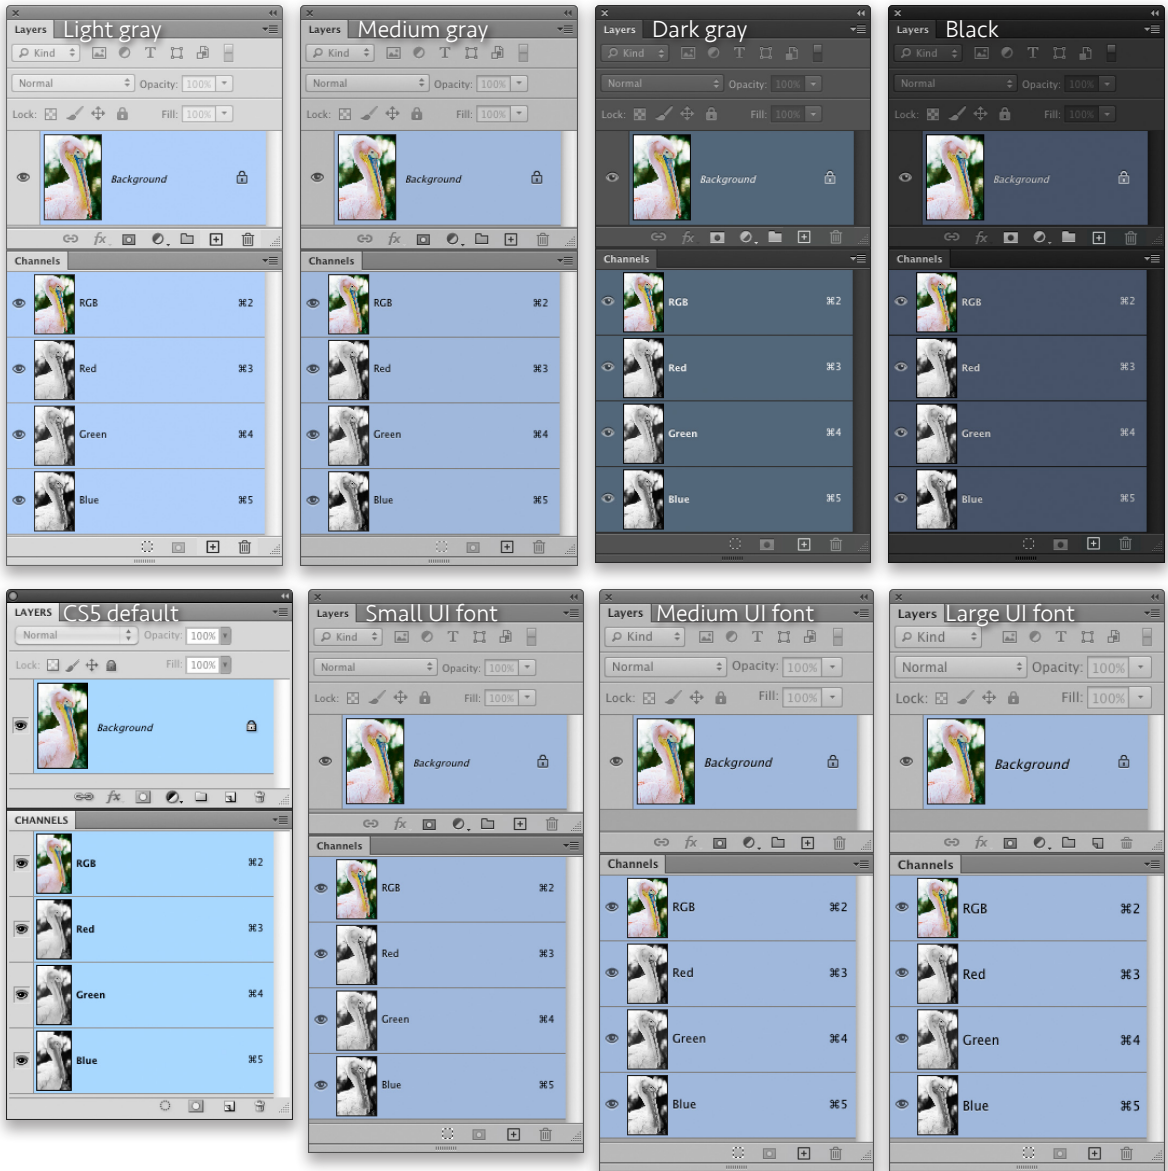 Layers Light gray
Kind
Normal Opacity: 100%
Lock: Fill: 100%
Background
fx
Channels
RGB ⌘2
Red ⌘3
Green ⌘4
Blue ⌘5
Layers Medium gray
Kind
Normal Opacity: 100%
Lock: Fill: 100%
Background
fx
Channels
RGB ⌘2
Red ⌘3
Green ⌘4
Blue ⌘5
Layers Dark gray
Kind
Normal Opacity: 100%
Lock: Fill: 100%
Background
fx
Channels
RGB ⌘2
Red ⌘3
Green ⌘4
Blue ⌘5
Layers Black
Kind
Normal Opacity: 100%
Lock: Fill: 100%
Background
fx
Channels
RGB ⌘2
Red ⌘3
Green ⌘4
Blue ⌘5
LAYERS CS5 default
Normal Opacity: 100%
Lock: Fill: 100%
Background
fx
CHANNELS
RGB ⌘2
Red ⌘3
Green ⌘4
Blue ⌘5
Layers Small UI font
Kind
Normal Opacity: 100%
Lock: Fill: 100%
Background
fx
Channels
RGB ⌘2
Red ⌘3
Green ⌘4
Blue ⌘5
Layers Medium UI font
Kind
Normal Opacity: 100%
Lock: Fill: 100%
Background
fx
Channels
RGB ⌘2
Red ⌘3
Green ⌘4
Blue ⌘5
Layers Large UI font
Kind
Normal Opacity: 100%
Lock: Fill: 100%
Background
fx
Channels
RGB ⌘2
Red ⌘3
Green ⌘4
Blue ⌘5